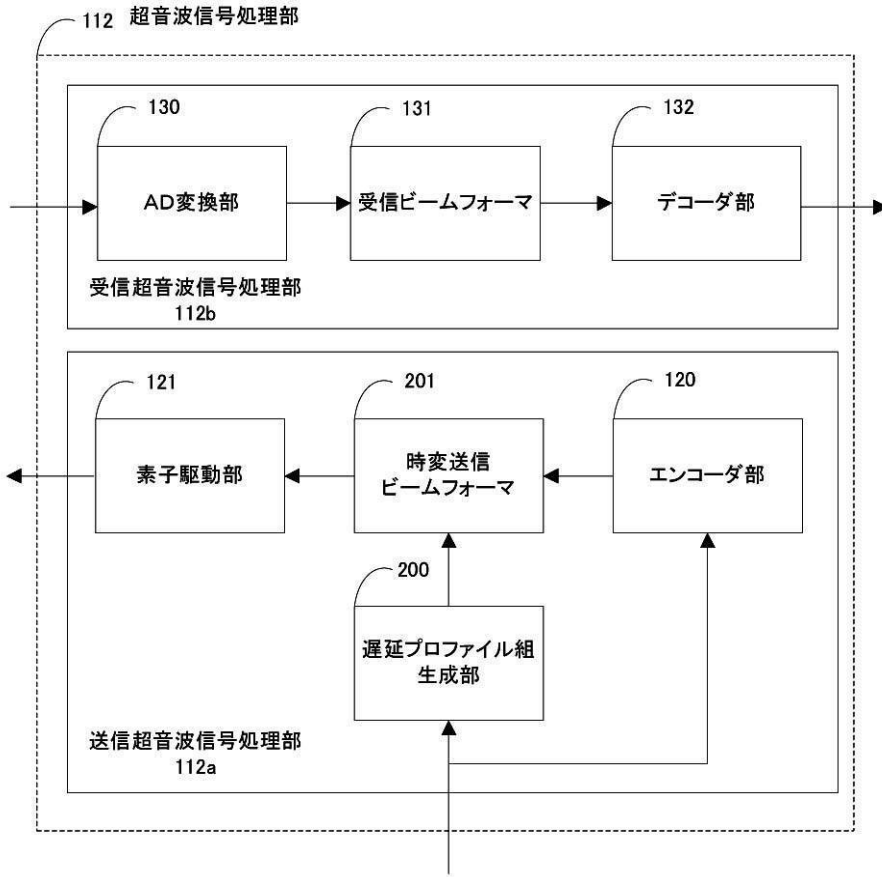 112 超音波信号処理部
130
131
132
AD変換部
受信ビームフォーマ
デコーダ部
受信超音波信号処理部
112b
121
201
120
素子駆動部
時変送信
ビームフォーマ
エンコーダ部
200
遅延プロファイル組
生成部
送信超音波信号処理部
112a